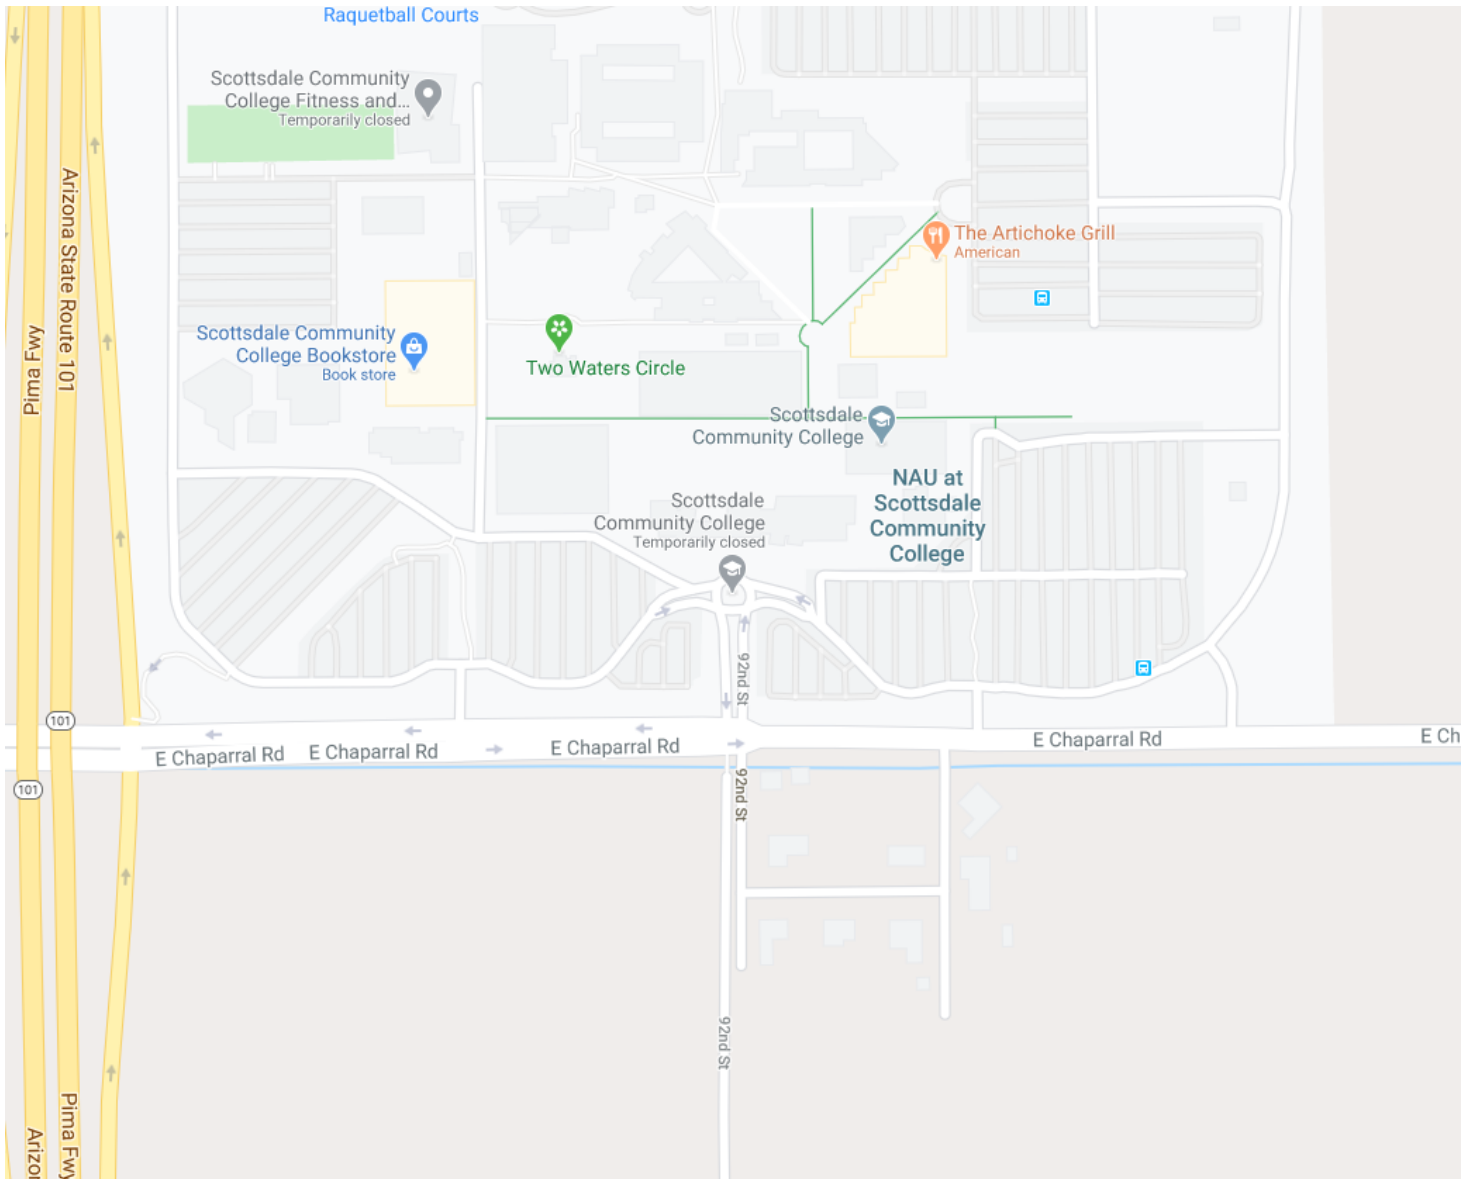 Raquetball Courts
Scottsdale Community
College Fitness and...
Temporarily closed
Arizona State Route 101
Pima Fwy
The Artichoke Grill
American
Scottsdale Community
College Bookstore
Book store
Two Waters Circle
Scottsdale
Community College
NAU at
Scottsdale
Community
College
Scottsdale
Community College
Temporarily closed
92nd St
101
E Chaparral Rd
E Chaparral Rd
E Chaparral Rd
E Chaparral Rd
E Ch
101
92nd St
92nd St
Pima Fwy
Arizo